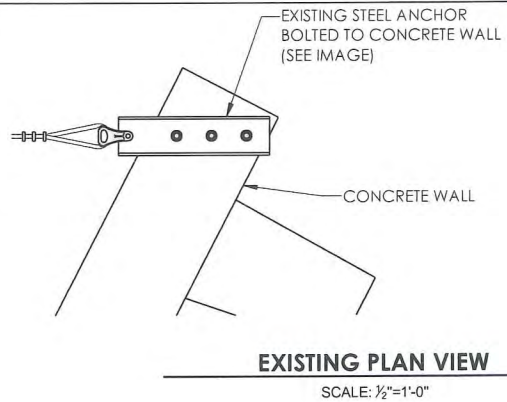 EXISTING STEEL ANCHOR
BOLTED TO CONCRETE WALL
(SEE IMAGE)
CONCRETE WALL
EXISTING PLAN VIEW
SCALE: ½"=1'-0"